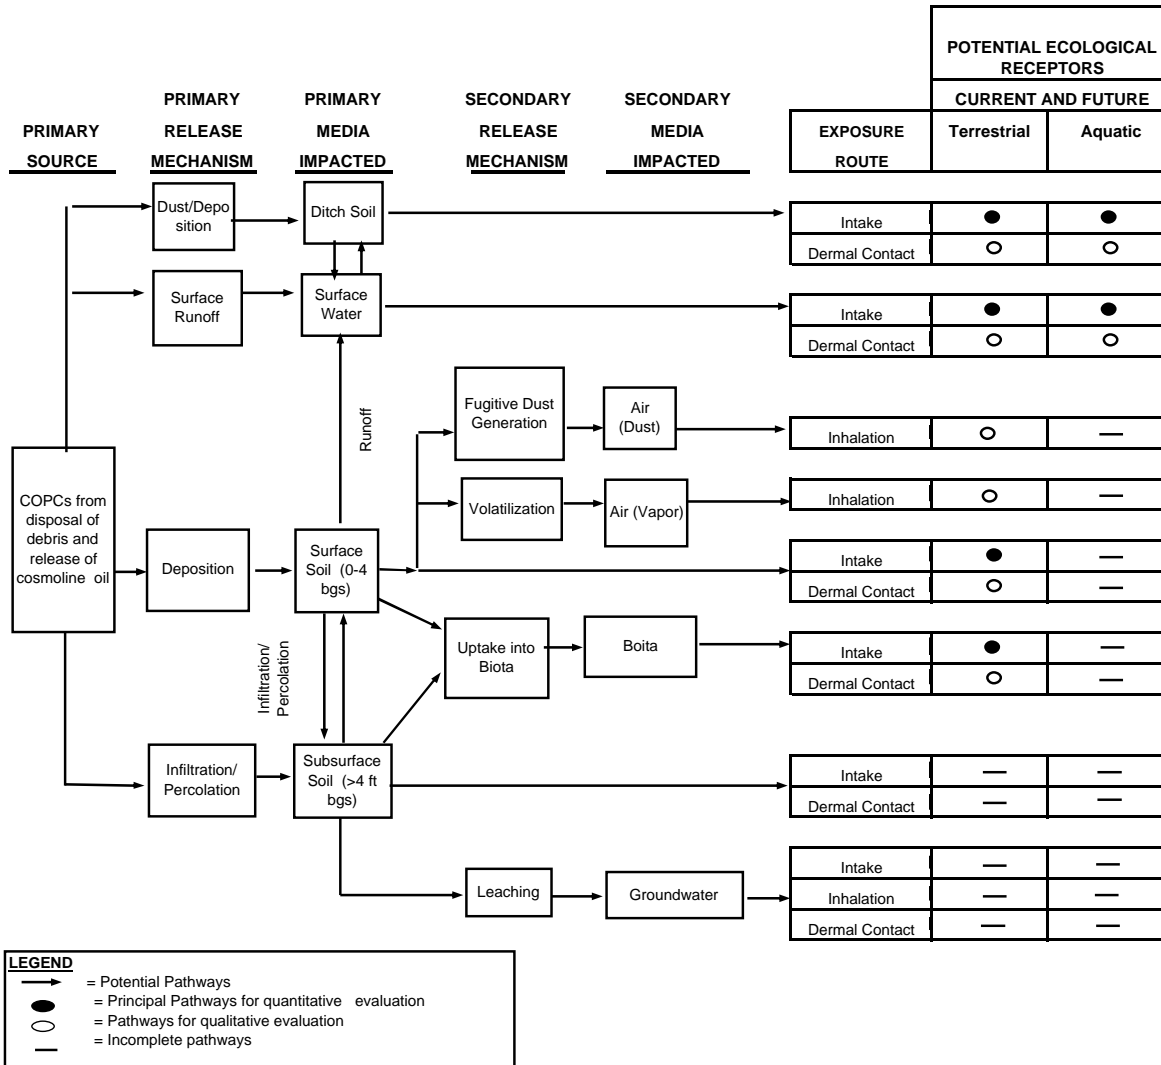 POTENTIAL ECOLOGICAL
RECEPTORS
PRIMARY PRIMARY SECONDARY SECONDARY CURRENT AND FUTURE
PRIMARY RELEASE MEDIA RELEASE MEDIA EXPOSURE Terrestrial Aquatic
SOURCE MECHANISM IMPACTED MECHANISM IMPACTED ROUTE
Dust/Depo
sition
Ditch Soil
Intake
Dermal Contact
Surface
Runoff
Surface
Water
Intake
Dermal Contact
Runoff
Fugitive Dust
Generation
Air
(Dust)
Inhalation
Volatilization
Air (Vapor)
Inhalation
COPCs from
disposal of
debris and
release of
cosmoline oil
Deposition
Surface
Soil (0-4
bgs)
Intake
Dermal Contact
Infiltration/
Percolation
Uptake into
Biota
Boita
Intake
Dermal Contact
Infiltration/
Percolation
Subsurface
Soil (>4 ft
bgs)
Intake
Dermal Contact
Leaching
Groundwater
Intake
Inhalation
Dermal Contact
LEGEND
= Potential Pathways
= Principal Pathways for quantitative evaluation
= Pathways for qualitative evaluation
= Incomplete pathways